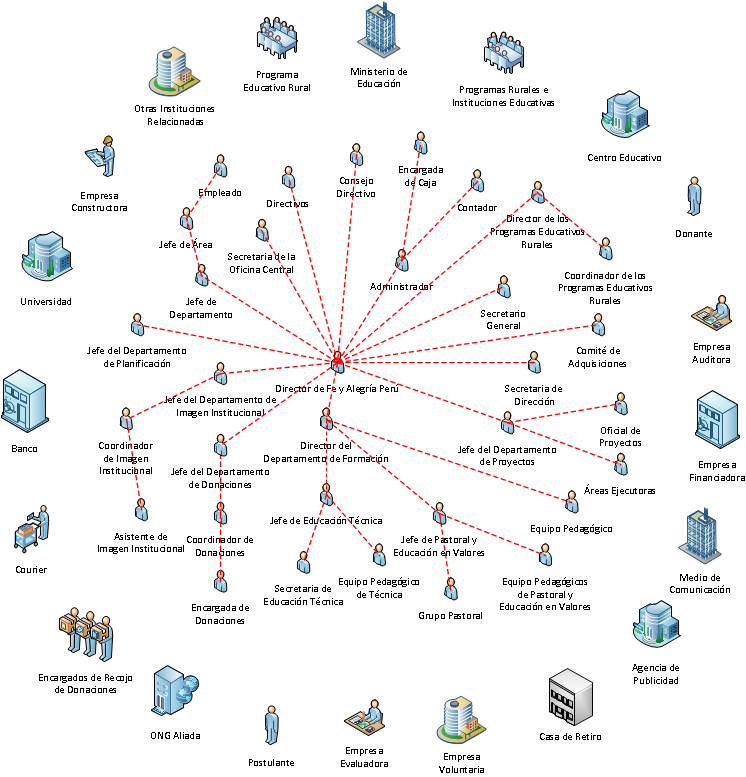 Programa
Educativo Rural
Ministerio de
Educación
Programas Rurales e
Instituciones Educativas
Otras Instituciones
Relacionadas
Centro Educativo
Empresa
Constructora
Donante
Universidad
Empresa
Auditora
Banco
Empresa
Financiadora
Courier
Medio de
Comunicación
Encargados de Recojo
de Donaciones
Agencia de
Publicidad
ONG Aliada
Postulante
Empresa
Evaluadora
Empresa
Voluntaria
Casa de Retiro
Empleado
Directivos
Consejo
Directivo
Encargada
de Caja
Contador
Director de los
Programas Educativos
Rurales
Jefe de Área
Secretaria de la
Oficina Central
Administrador
Coordinador de los
Programas Educativos
Rurales
Jefe de
Departamento
Secretario
General
Jefe del Departamento
de Planificación
Comité de
Adquisiciones
Jefe del Departamento de
Imagen Institucional
Director de Fe y Alegría Perú
Secretaria de
Dirección
Coordinador
de Imagen
Institucional
Jefe del Departamento
de Donaciones
Director del
Departamento de Formación
Jefe del Departamento
de Proyectos
Oficial de
Proyectos
Áreas Ejecutoras
Equipo Pedagógico
Asistente de
Imagen Institucional
Coordinador de
Donaciones
Jefe de Educación Técnica
Jefe de Pastoral y
Educación en Valores
Encargada de
Donaciones
Secretaria de
Educación Técnica
Equipo Pedagógico
de Técnica
Grupo Pastoral
Equipo Pedagógicos
de Pastoral y
Educación en Valores